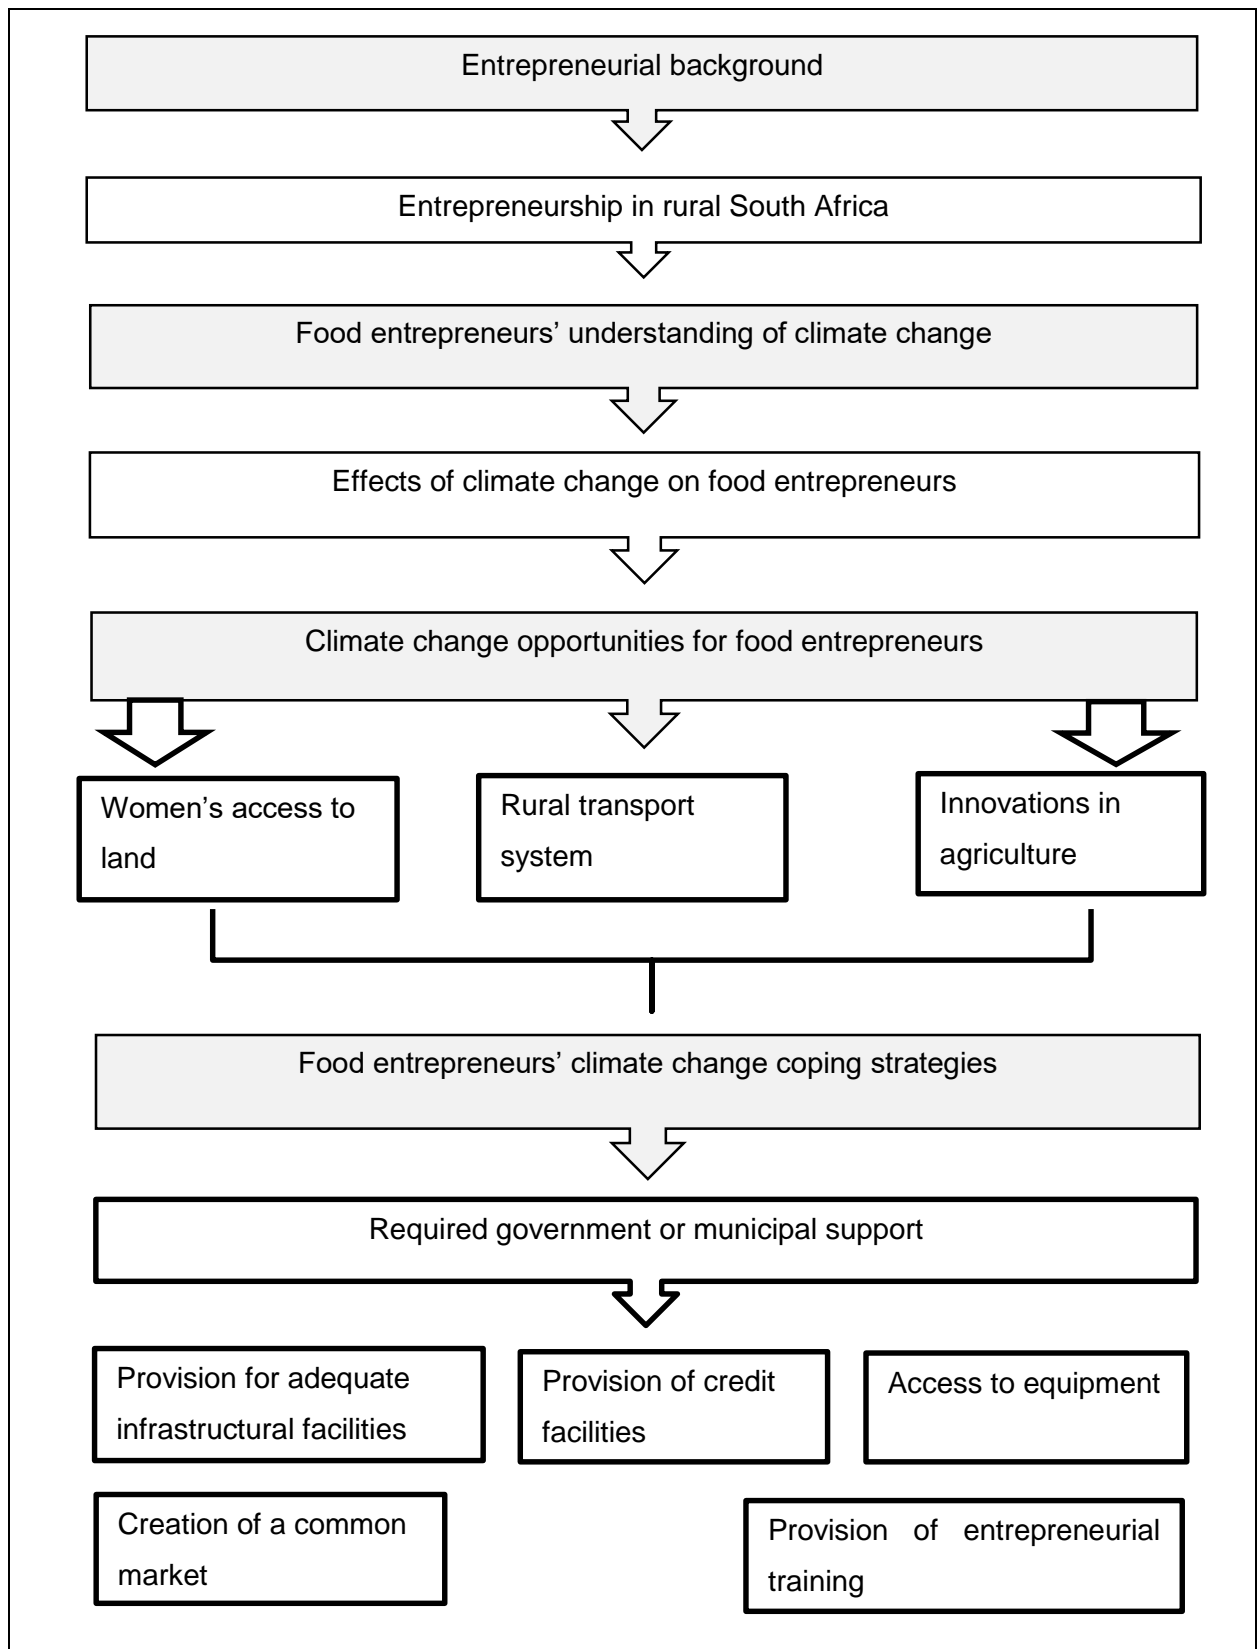 Entrepreneurial background
Entrepreneurship in rural South Africa
Food entrepreneurs’ understanding of climate change
Effects of climate change on food entrepreneurs
Climate change opportunities for food entrepreneurs
Women’s access to
land
Rural transport
system
Innovations in
agriculture
Food entrepreneurs’ climate change coping strategies
Required government or municipal support
Provision for adequate
infrastructural facilities
Provision of credit
facilities
Access to equipment
Creation of a common
market
Provision of entrepreneurial
training